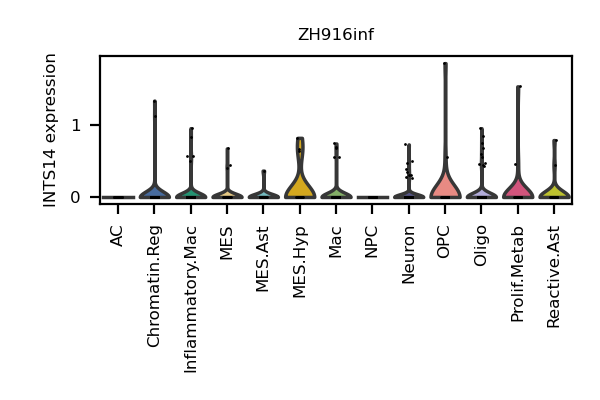 ZH916inf
INTS14 expression
1
0
AC
Chromatin.Reg
Inflammatory.Mac
MES
MES.Ast
MES.Hyp
Mac
NPC
Neuron
OPC
Oligo
Prolif.Metab
Reactive.Ast